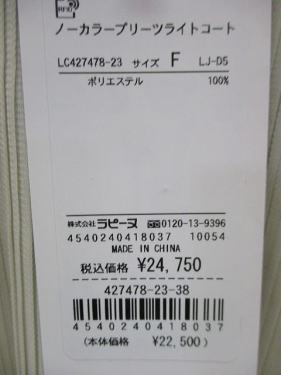 RFID
ノーカラープリーツライトコート
LC427478-23 サイズ F LJ-D5
ポリエステル 100%
株式会社 ラピーヌ 0120-13-9396
4540240418037 10054
MADE IN CHINA
税込価格 ¥24,750
427478-23-38
4540240418037
(本体価格 ¥22,500)